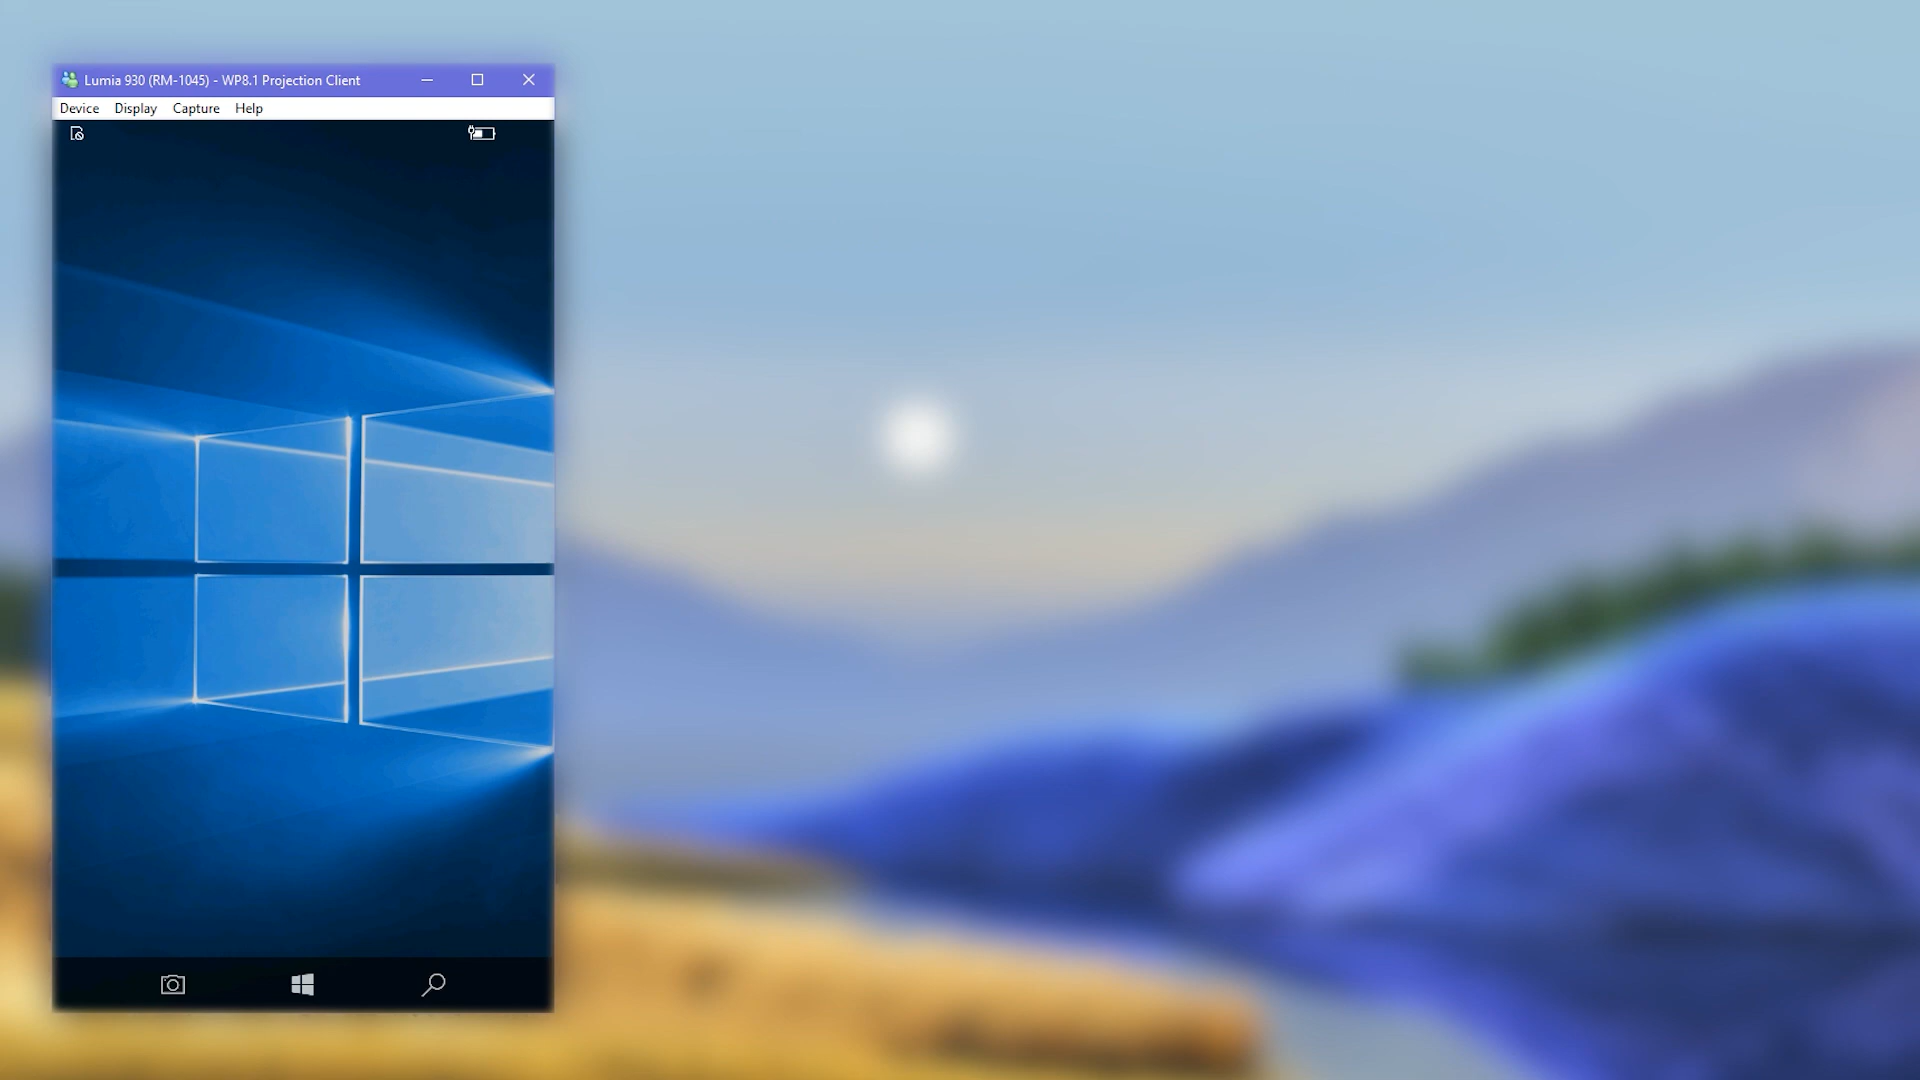 Lumia 930 (RM-1045) - WP8.1 Projection Client
Device Display Capture Help